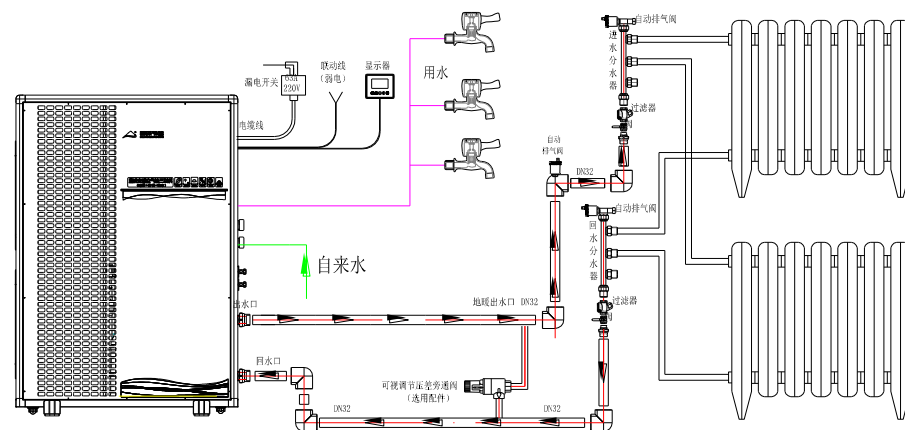 自动排气阀
进水分水器
过滤器
阀
联动线
(弱电)
显示器
漏电开关
63A
220V
电缆线
用水
自动
排气阀
DN32
自动排气阀
回水分水器
过滤器
自来水
出水口
地暖出水口 DN32
回水口
可视调节压差旁通阀
(选用配件)
DN32
DN32